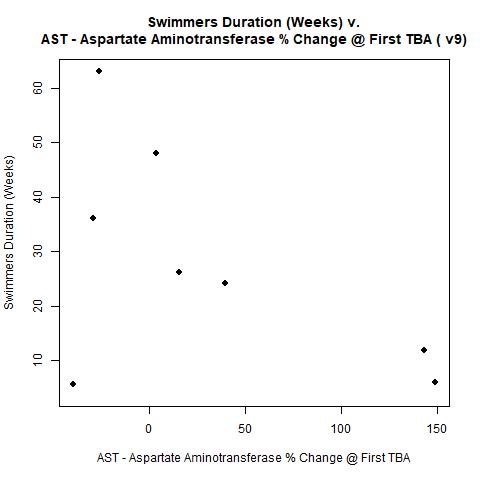 Swimmers Duration (Weeks) v.
AST - Aspartate Aminotransferase % Change @ First TBA ( v9)
Swimmers Duration (Weeks)
60
50
40
30
20
10
0
50
100
150
AST - Aspartate Aminotransferase % Change @ First TBA